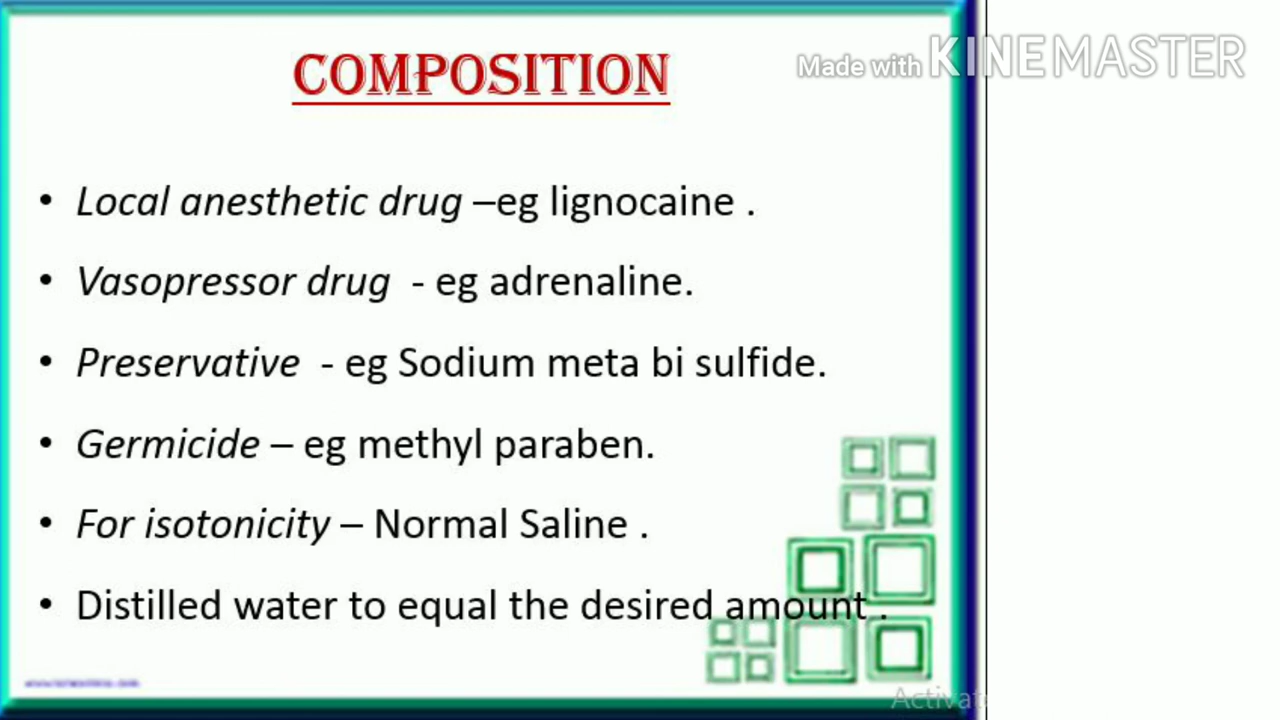 COMPOSITION
Made with KINEMASTER
• Local anesthetic drug –eg lignocaine .
• Vasopressor drug - eg adrenaline.
• Preservative - eg Sodium meta bi sulfide.
• Germicide – eg methyl paraben.
• For isotonicity – Normal Saline .
• Distilled water to equal the desired amount .
Activat